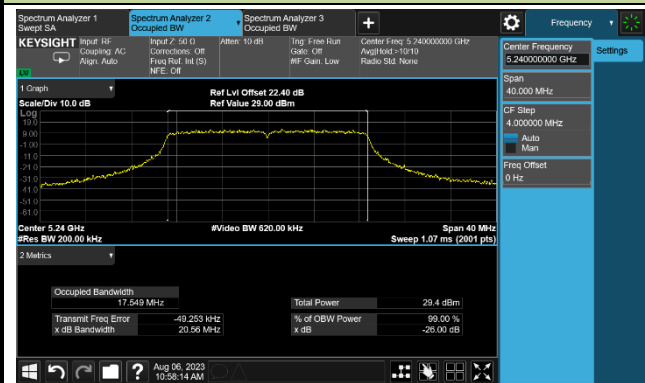 Spectrum Analyzer 1
Swept SA
Spectrum Analyzer 2
Occupied BW
Spectrum Analyzer 3
Occupied BW
+
Frequency
KEYSIGHT
Input: RF
Coupling: AC
Align: Auto
Input Z: 50 Ω
Corrections: Off
Freq Ref: Int (S)
NFE: Off
Atten: 10 dB
Trig: Free Run
Gate: Off
#IF Gain: Low
Center Freq: 5.240000000 GHz
Avg|Hold:>10/10
Radio Std: None
Center Frequency
5.240000000 GHz
Settings
Span
40.000 MHz
CF Step
4.000000 MHz
Auto
Man
Freq Offset
0 Hz
1 Graph
Scale/Div 10.0 dB
Ref Lvl Offset 22.40 dB
Ref Value 29.00 dBm
Log
19.0
9.00
-1.00
-11.0
-21.0
-31.0
-41.0
-51.0
-61.0
Center 5.24 GHz
#Video BW 620.00 kHz
Span 40 MHz
#Res BW 200.00 kHz
Sweep 1.07 ms (2001 pts)
2 Metrics
Occupied Bandwidth
17.549 MHz
Total Power
29.4 dBm
Transmit Freq Error
-49.253 kHz
% of OBW Power
99.00 %
x dB Bandwidth
20.56 MHz
x dB
-26.00 dB
?
Aug 06, 2023
10:58:14 AM